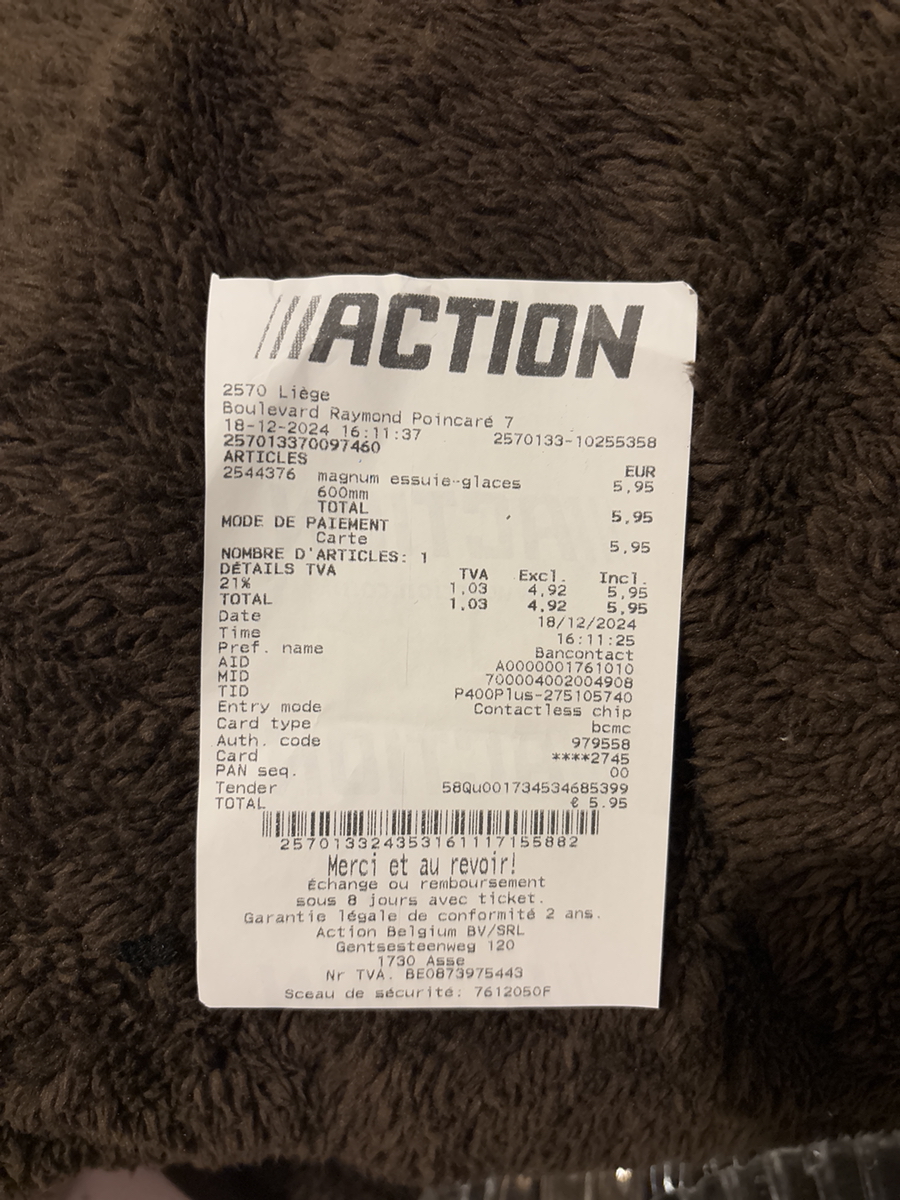 ACTION
2570 Liège
Boulevard Raymond Poincaré 7
18-12-2024 16:11:37 2570133-10255358
257013370097460
ARTICLES EUR
2544376 magnum essuie-glaces 5,95
600mm
TOTAL 5,95
MODE DE PAIEMENT
Carte 5,95
NOMBRE D'ARTICLES: 1
DÉTAILS TVA TVA Excl. Incl.
21% 1,03 4,92 5,95
TOTAL 1,03 4,92 5,95
Date 18/12/2024
Time 16:11:25
Pref. name Bancontact
AID A0000001761010
MID 700004002004908
TID P400Plus-275105740
Entry mode Contactless chip
Card type bcmc
Auth. code 979558
Card ****2745
PAN seq. 00
Tender 58Qu001734534685399
TOTAL € 5.95
2570133243531611117155882
Merci et au revoir!
Échange ou remboursement
sous 8 jours avec ticket.
Garantie légale de conformité 2 ans.
Action Belgium BV/SRL
Gentsesteenweg 120
1730 Asse
Nr TVA. BE0873975443
Sceau de sécurité: 7612050F